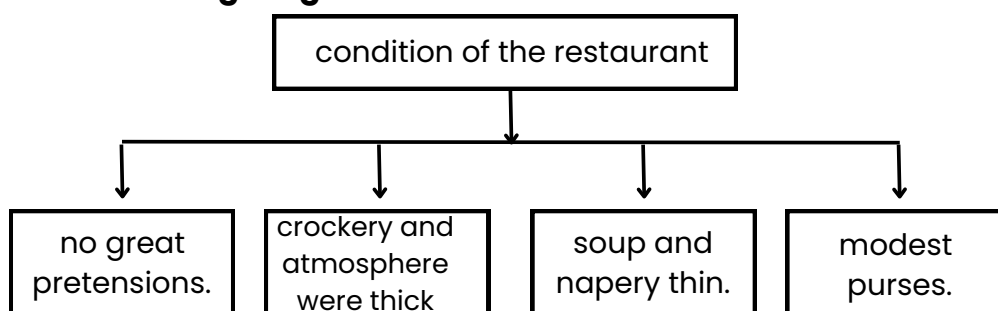 condition of the restaurant
no great
pretensions.
crockery and
atmosphere
were thick
soup and
napery thin.
modest
purses.